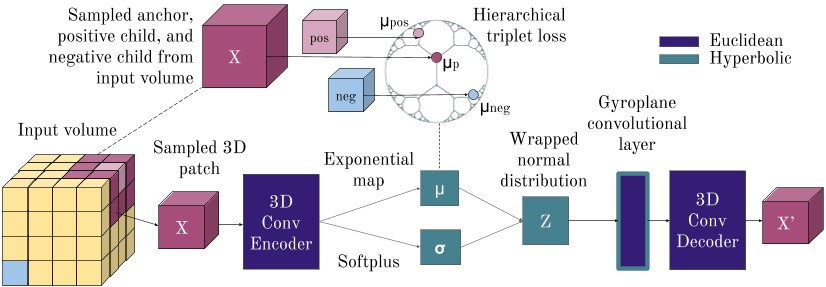 Sampled anchor,
positive child, and
negative child from
input volume
X
pos
neg
μpos
μp
μneg
Hierarchical
triplet loss
Euclidean
Hyperbolic
Input volume
Sampled 3D
patch
X
3D
Conv
Encoder
Exponential
map
Softplus
μ
σ
Wrapped
normal
distribution
Z
Gyroplane
convolutional
layer
3D
Conv
Decoder
X'